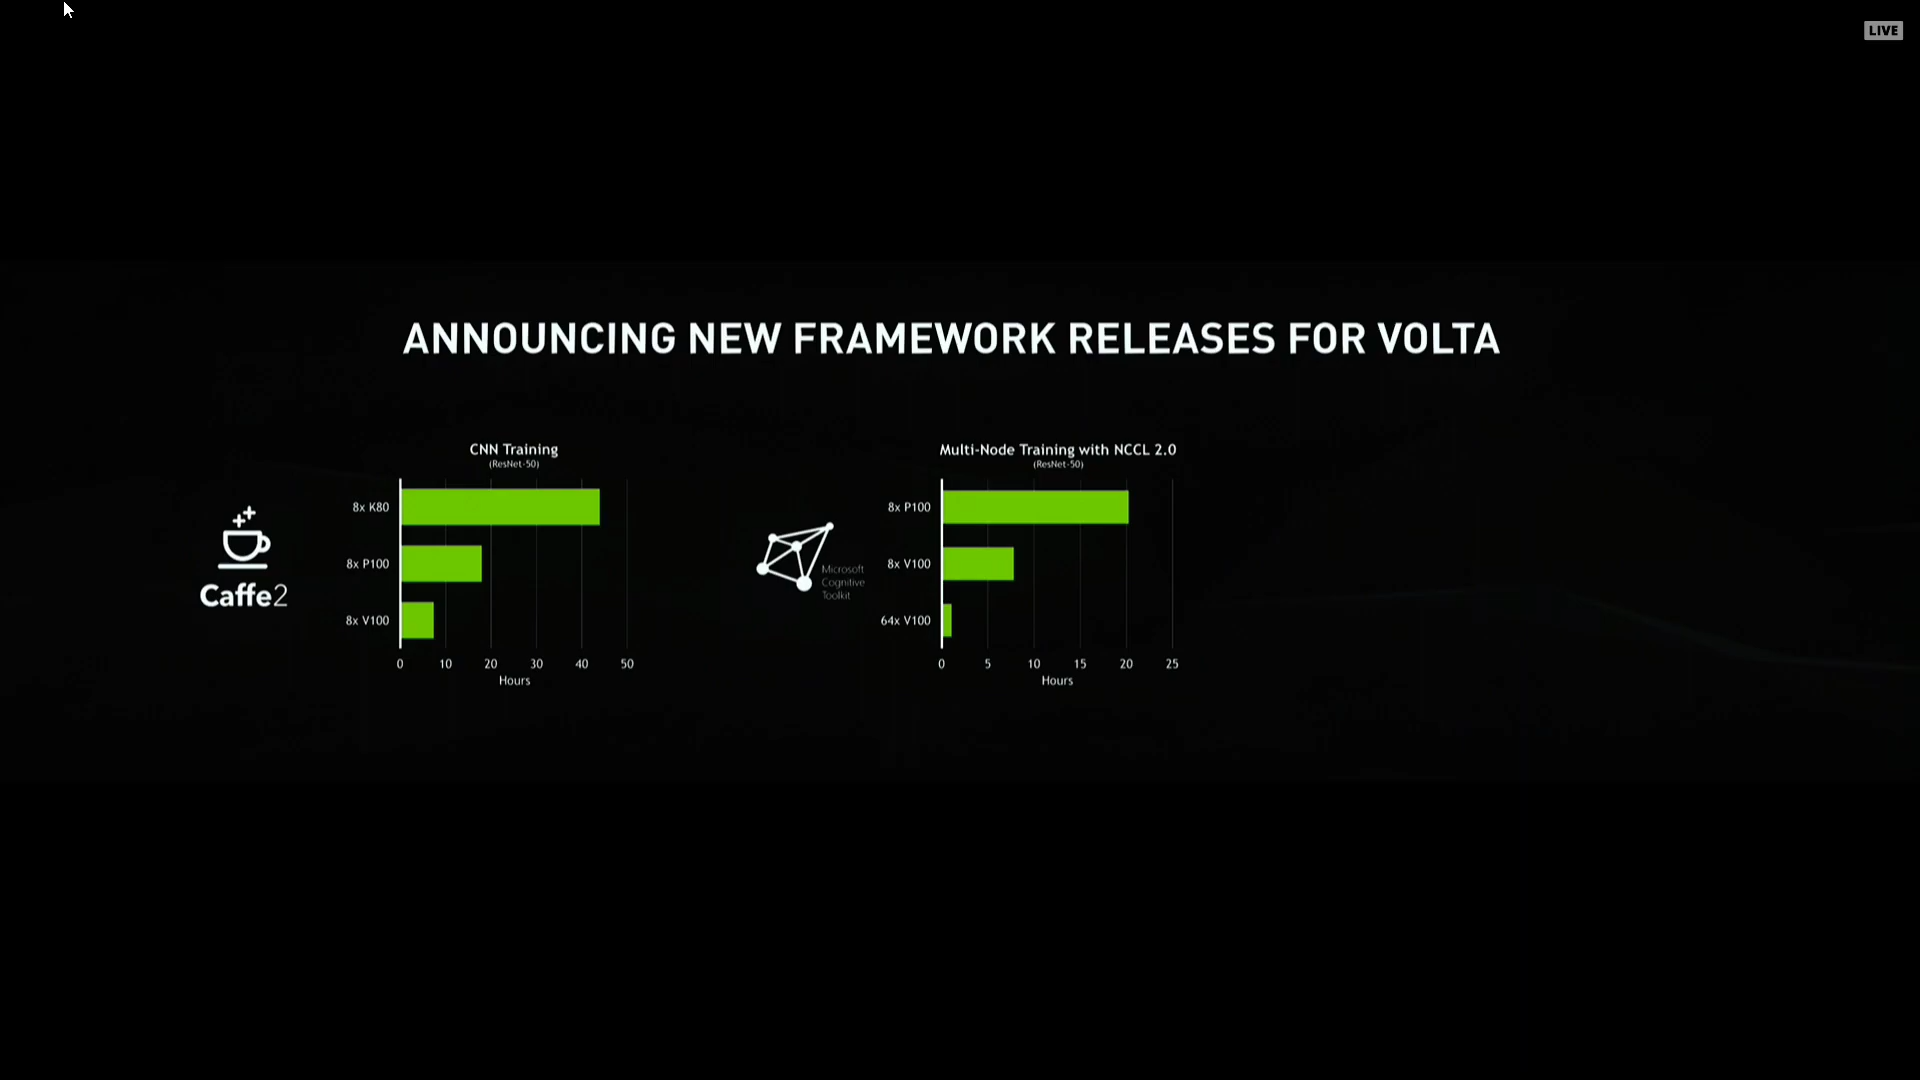 LIVE
ANNOUNCING NEW FRAMEWORK RELEASES FOR VOLTA
CNN Training
(ResNet-50)
8x K80
8x P100
8x V100
0 10 20 30 40 50
Hours
Caffe2
Multi-Node Training with NCCL 2.0
(ResNet-50)
8x P100
8x V100
64x V100
0 5 10 15 20 25
Hours
Microsoft
Cognitive
Toolkit